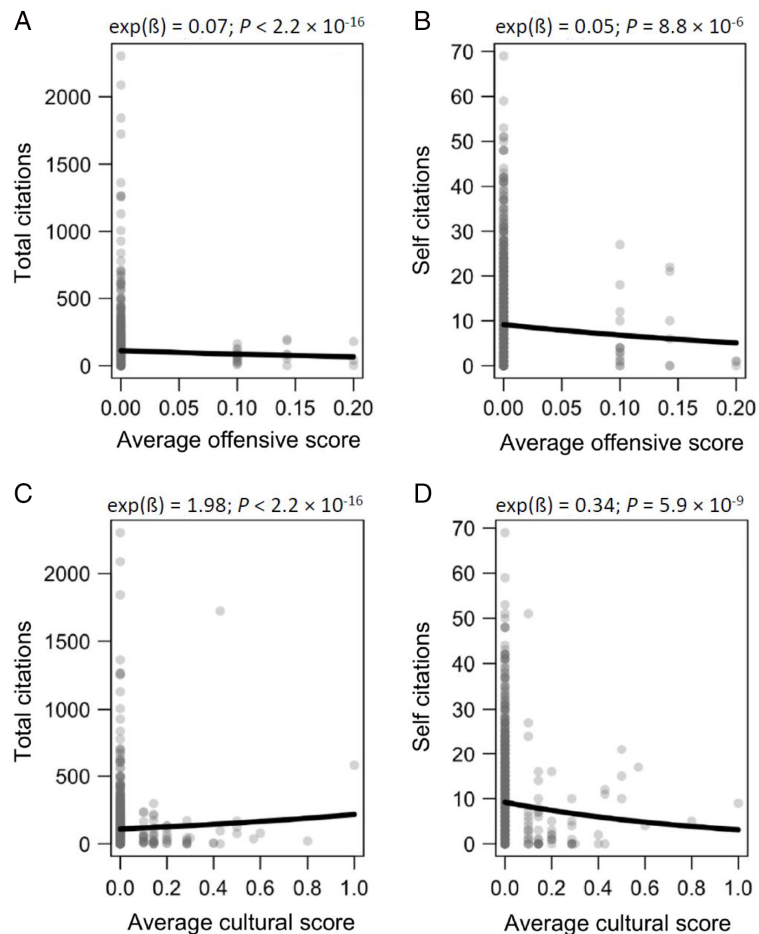 A
exp(ß) = 0.07; P < 2.2 × 10-16
Total citations
2000
1500
1000
500
0
0.00 0.05 0.10 0.15 0.20
Average offensive score
B
exp(ß) = 0.05; P = 8.8 × 10-6
Self citations
70
60
50
40
30
20
10
0
0.00 0.05 0.10 0.15 0.20
Average offensive score
C
exp(ß) = 1.98; P < 2.2 × 10-16
Total citations
2000
1500
1000
500
0
0.0 0.2 0.4 0.6 0.8 1.0
Average cultural score
D
exp(ß) = 0.34; P = 5.9 × 10-9
Self citations
70
60
50
40
30
20
10
0
0.0 0.2 0.4 0.6 0.8 1.0
Average cultural score